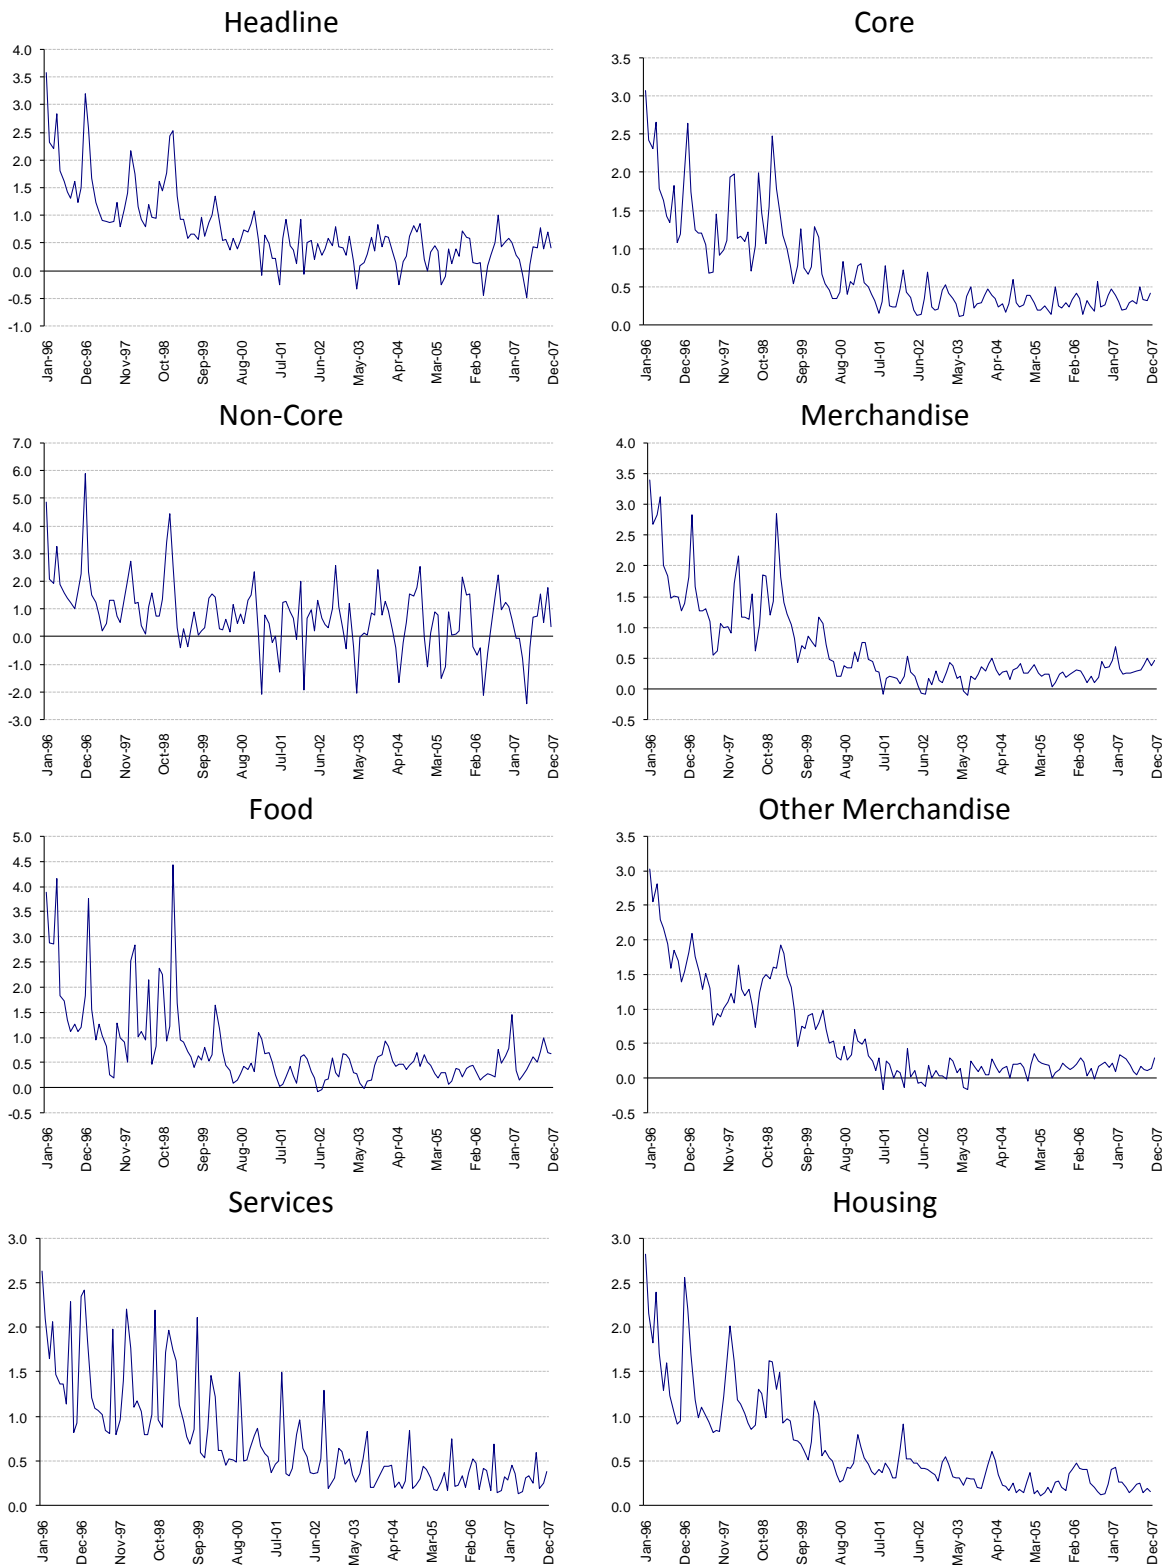 Headline
4.0
3.5
3.0
2.5
2.0
1.5
1.0
0.5
0.0
-0.5
-1.0
Jan-96
Dec-96
Nov-97
Oct-98
Sep-99
Aug-00
Jul-01
Jun-02
May-03
Apr-04
Mar-05
Feb-06
Jan-07
Dec-07
Core
3.5
3.0
2.5
2.0
1.5
1.0
0.5
0.0
Jan-96
Dec-96
Nov-97
Oct-98
Sep-99
Aug-00
Jul-01
Jun-02
May-03
Apr-04
Mar-05
Feb-06
Jan-07
Dec-07
Non-Core
7.0
6.0
5.0
4.0
3.0
2.0
1.0
0.0
-1.0
-2.0
-3.0
Jan-96
Dec-96
Nov-97
Oct-98
Sep-99
Aug-00
Jul-01
Jun-02
May-03
Apr-04
Mar-05
Feb-06
Jan-07
Dec-07
Merchandise
4.0
3.5
3.0
2.5
2.0
1.5
1.0
0.5
0.0
-0.5
Jan-96
Dec-96
Nov-97
Oct-98
Sep-99
Aug-00
Jul-01
Jun-02
May-03
Apr-04
Mar-05
Feb-06
Jan-07
Dec-07
Food
5.0
4.5
4.0
3.5
3.0
2.5
2.0
1.5
1.0
0.5
0.0
-0.5
Jan-96
Dec-96
Nov-97
Oct-98
Sep-99
Aug-00
Jul-01
Jun-02
May-03
Apr-04
Mar-05
Feb-06
Jan-07
Dec-07
Other Merchandise
3.5
3.0
2.5
2.0
1.5
1.0
0.5
0.0
-0.5
Jan-96
Dec-96
Nov-97
Oct-98
Sep-99
Aug-00
Jul-01
Jun-02
May-03
Apr-04
Mar-05
Feb-06
Jan-07
Dec-07
Services
3.0
2.5
2.0
1.5
1.0
0.5
0.0
Jan-96
Dec-96
Nov-97
Oct-98
Sep-99
Aug-00
Jul-01
Jun-02
May-03
Apr-04
Mar-05
Feb-06
Jan-07
Dec-07
Housing
3.0
2.5
2.0
1.5
1.0
0.5
0.0
Jan-96
Dec-96
Nov-97
Oct-98
Sep-99
Aug-00
Jul-01
Jun-02
May-03
Apr-04
Mar-05
Feb-06
Jan-07
Dec-07